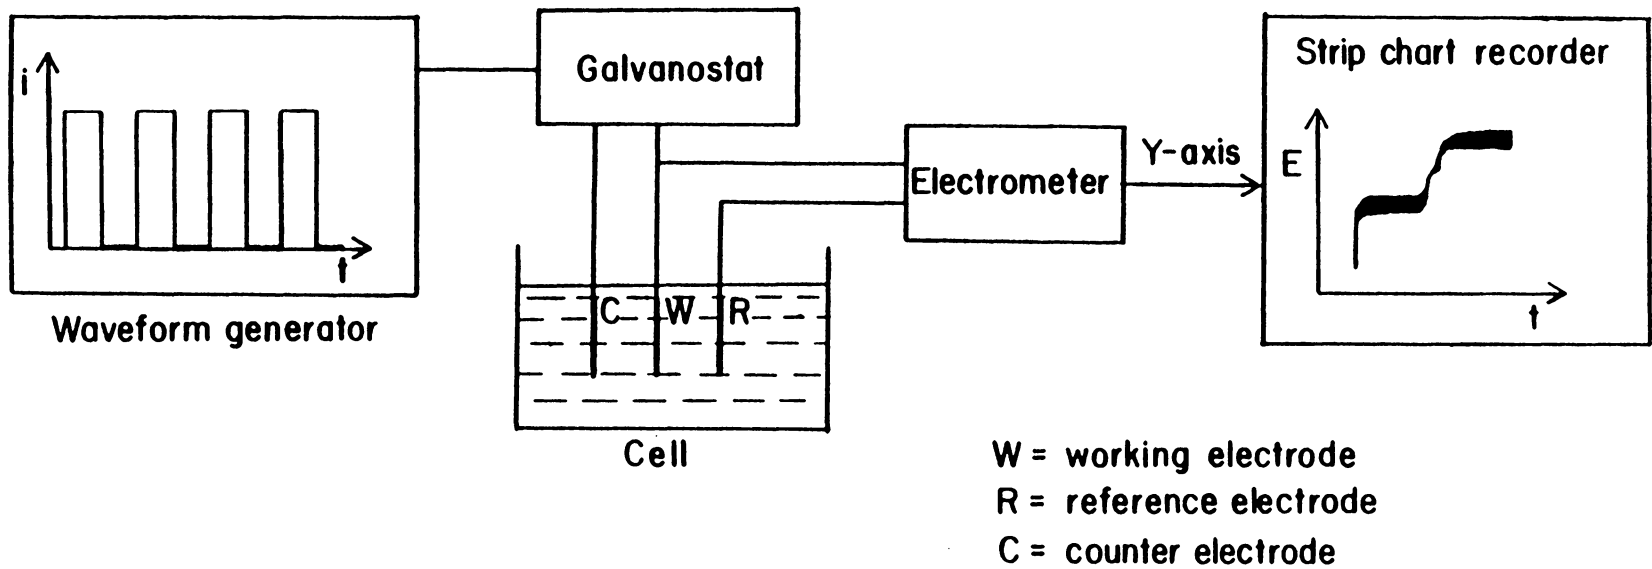 i
t
Waveform generator
Galvanostat
C W R
Cell
Electrometer
Y-axis
Strip chart recorder
E
t
W = working electrode
R = reference electrode
C = counter electrode